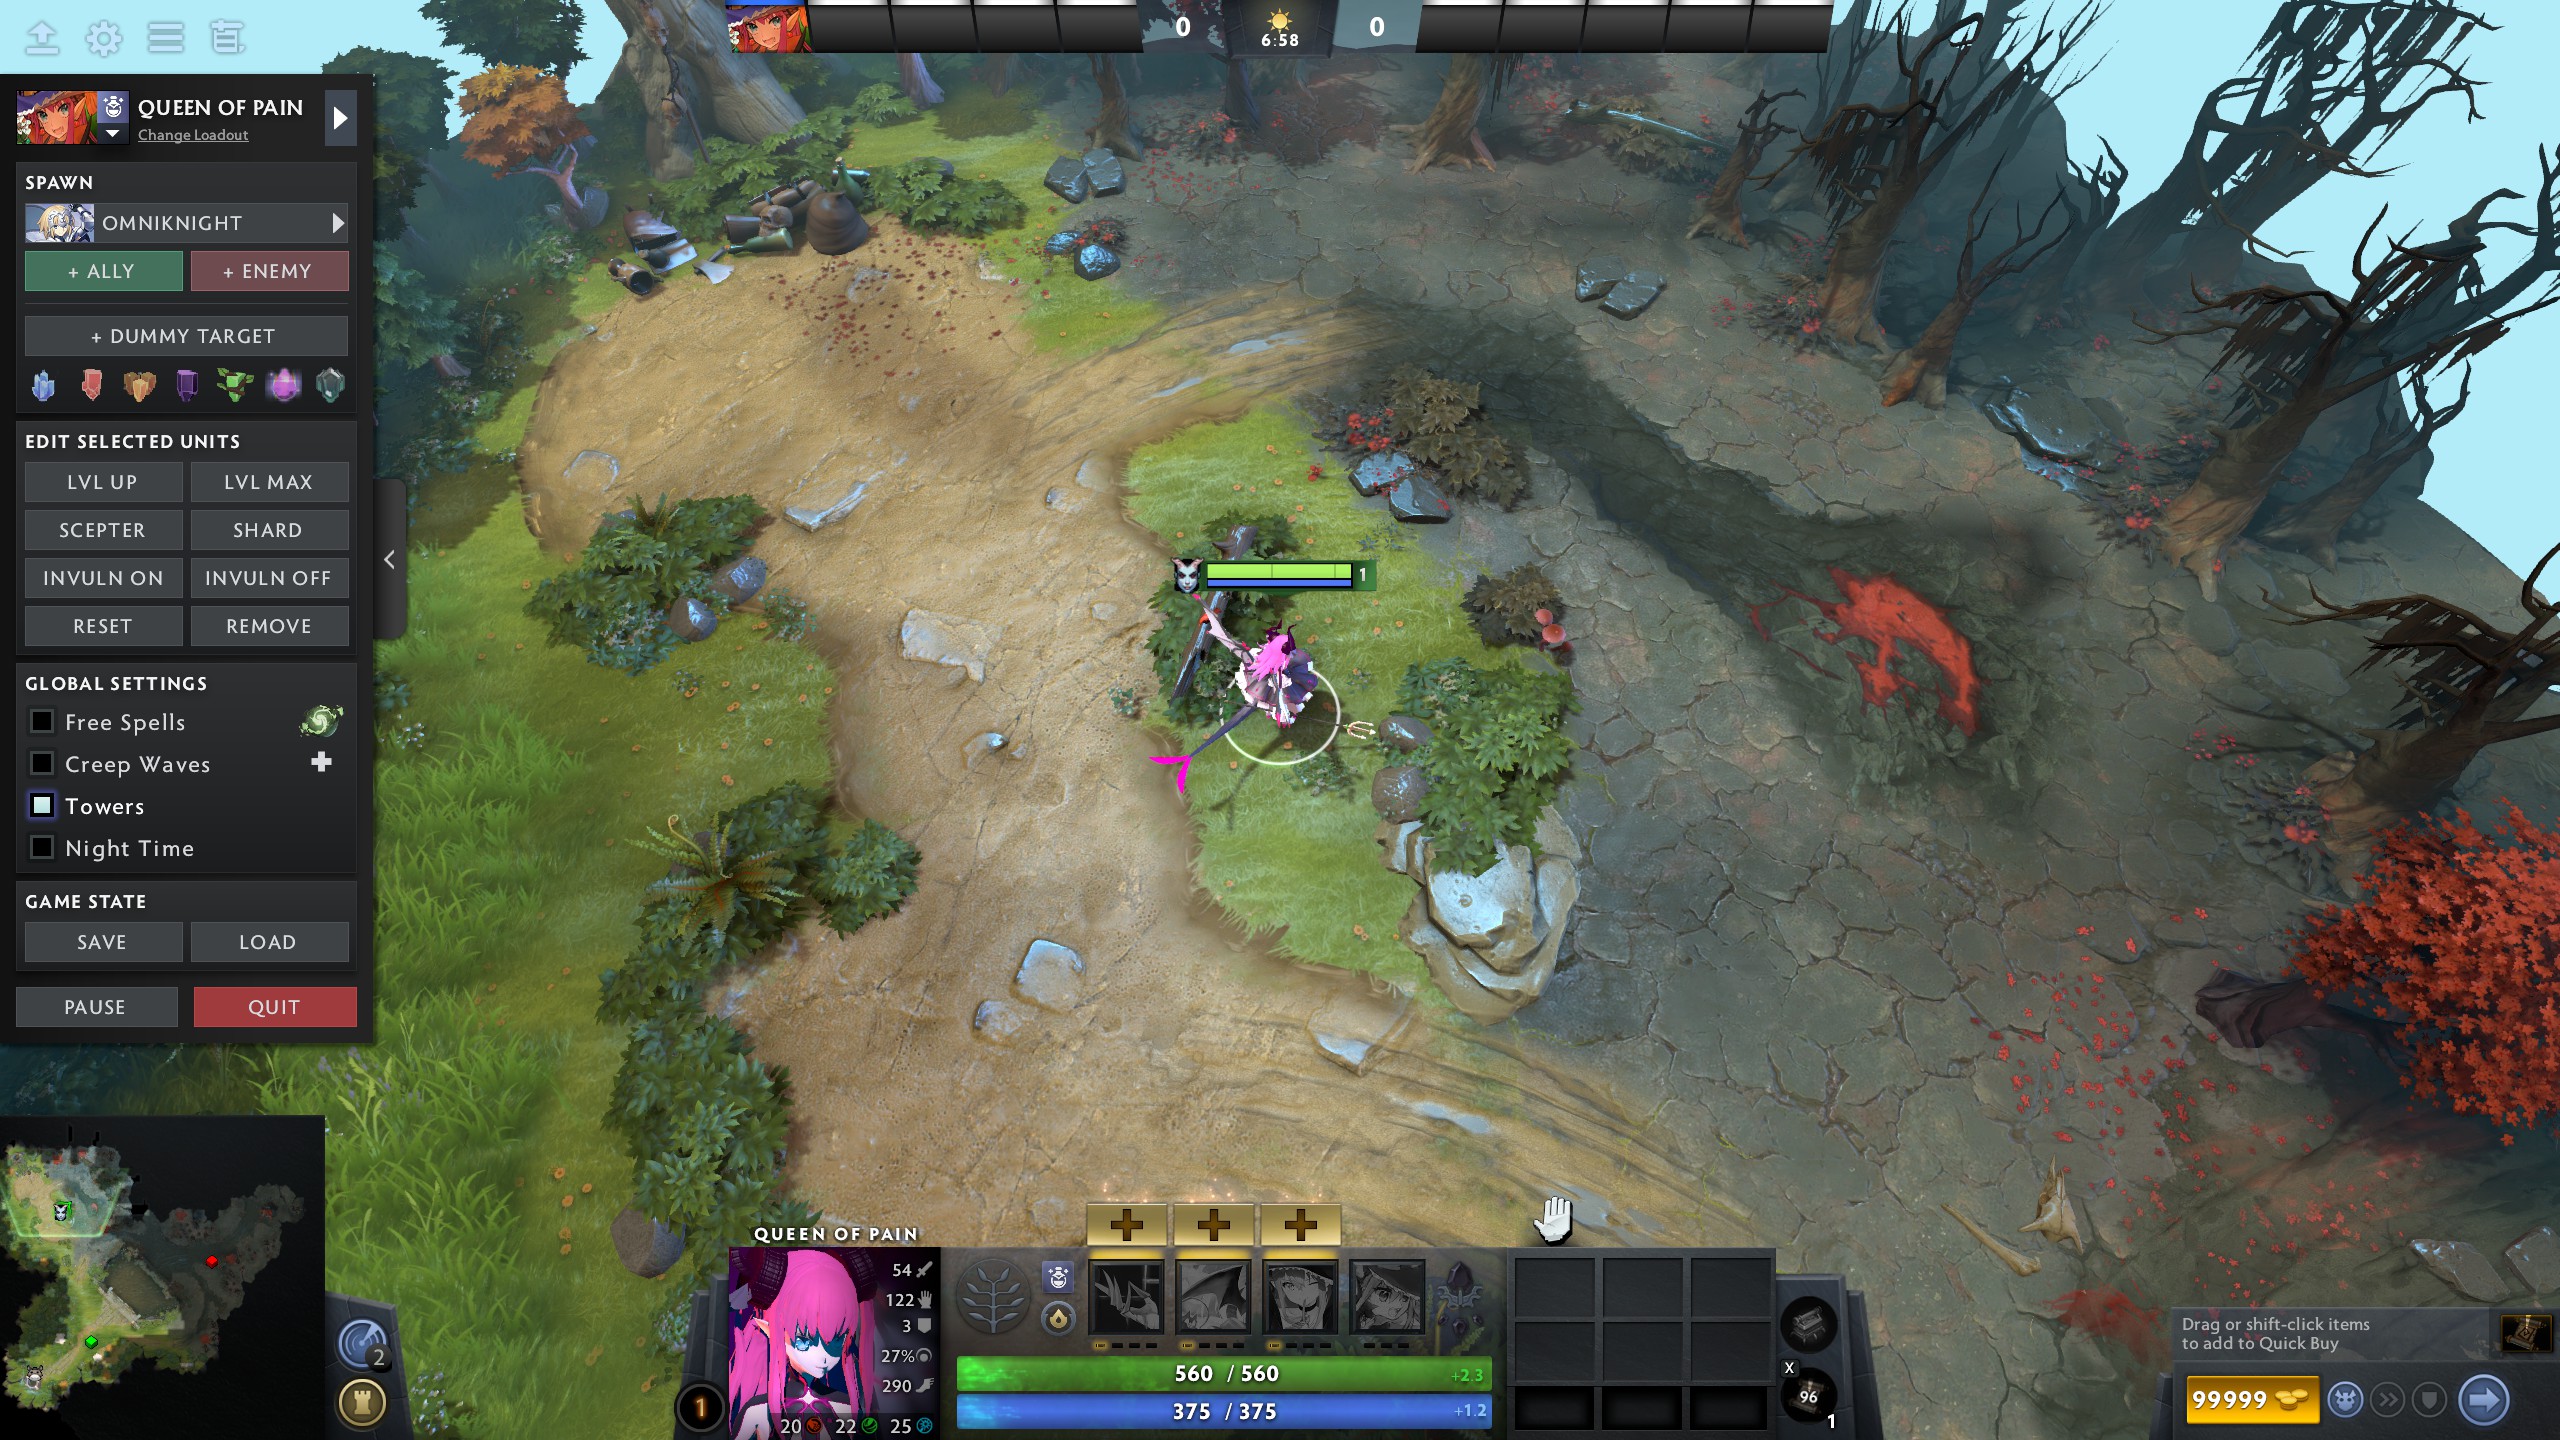 0
6:58
0
QUEEN OF PAIN
Change Loadout
SPAWN
OMNIKNIGHT
+ ALLY
+ ENEMY
+ DUMMY TARGET
EDIT SELECTED UNITS
LVL UP
LVL MAX
SCEPTER
SHARD
INVULN ON
INVULN OFF
RESET
REMOVE
GLOBAL SETTINGS
Free Spells
Creep Waves
Towers
Night Time
GAME STATE
SAVE
LOAD
PAUSE
QUIT
1
2
QUEEN OF PAIN
54
122
3
27%
290
1
20
22
25
560 / 560
+2.3
375 / 375
+1.2
X
96
1
Drag or shift-click items
to add to Quick Buy
99999